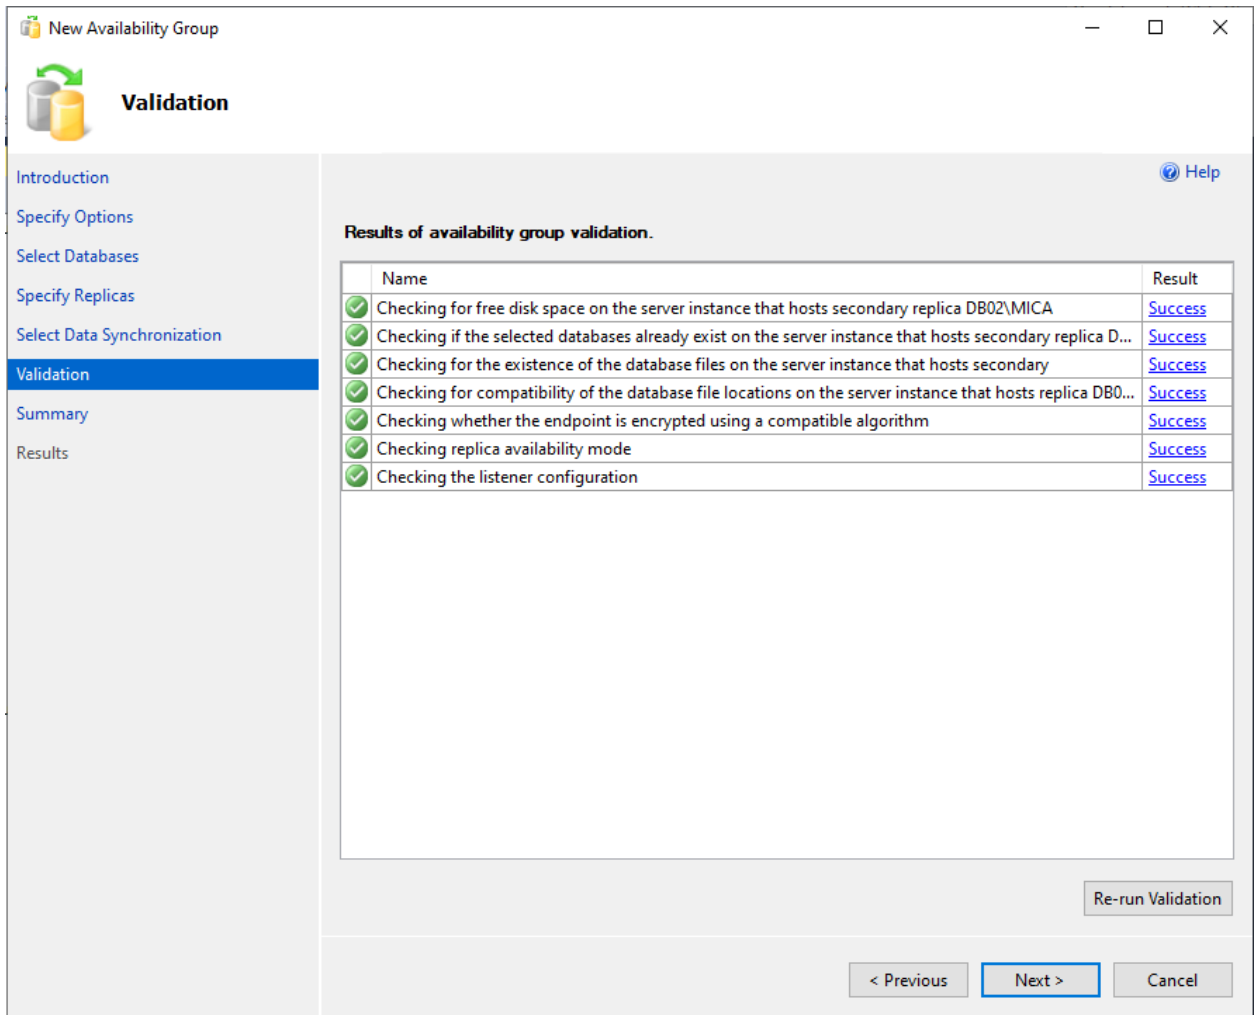 New Availability Group
Validation
Introduction
Specify Options
Select Databases
Specify Replicas
Select Data Synchronization
Validation
Summary
Results
Help
Results of availability group validation.
Name Result
Checking for free disk space on the server instance that hosts secondary replica DB02\MICA Success
Checking if the selected databases already exist on the server instance that hosts secondary replica D... Success
Checking for the existence of the database files on the server instance that hosts secondary Success
Checking for compatibility of the database file locations on the server instance that hosts replica DB0... Success
Checking whether the endpoint is encrypted using a compatible algorithm Success
Checking replica availability mode Success
Checking the listener configuration Success
Re-run Validation
< Previous Next > Cancel